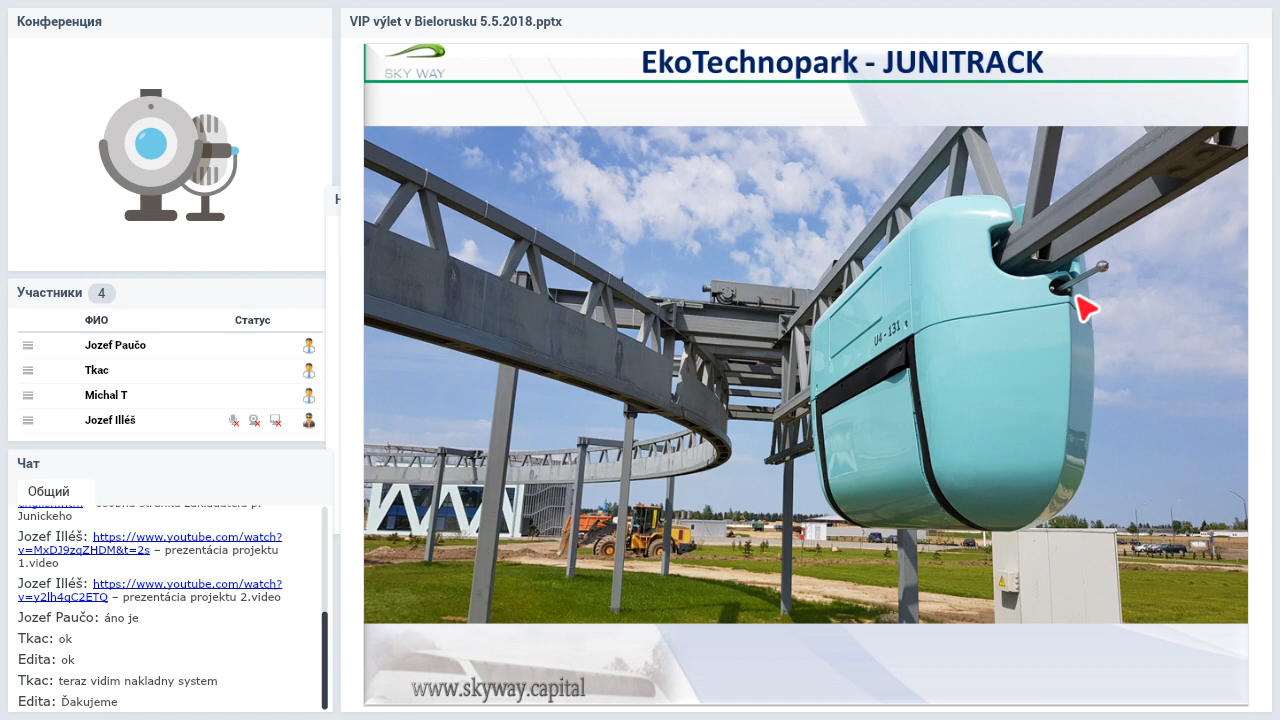 Конференция
Участники 4
ФИО Статус
Jozef Paučo
Tkac
Michal T
Jozef Illéš
Чат
Общий
Junickeho
Jozef Illéš: https://www.youtube.com/watch?
v=MxDJ9zqZHDM&t=2s – prezentácia projektu
1.video
Jozef Illéš: https://www.youtube.com/watch?
v=y2lh4qC2ETQ – prezentácia projektu 2.video
Jozef Paučo: áno je
Tkac: ok
Edita: ok
Tkac: teraz vidim nakladny system
Edita: Ďakujeme
VIP výlet v Bielorusku 5.5.2018.pptx
SKY WAY
EkoTechnopark - JUNITRACK
U4-131
www.skyway.capital